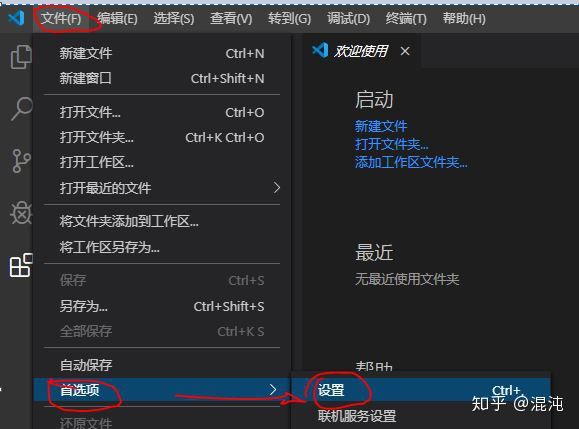 文件(F) 编辑(E) 选择(S) 查看(V) 转到(G) 调试(D) 终端(T) 帮助(H)
新建文件 Ctrl+N
新建窗口 Ctrl+Shift+N
打开文件... Ctrl+O
打开文件夹... Ctrl+K Ctrl+O
打开工作区...
打开最近的文件
将文件夹添加到工作区...
将工作区另存为...
保存 Ctrl+S
另存为... Ctrl+Shift+S
全部保存 Ctrl+K S
自动保存
首选项
还原文件
欢迎使用
启动
新建文件
打开文件夹...
添加工作区文件夹...
最近
无最近使用文件夹
帮助
设置 Ctrl+,
联机服务设置
知乎 @混沌